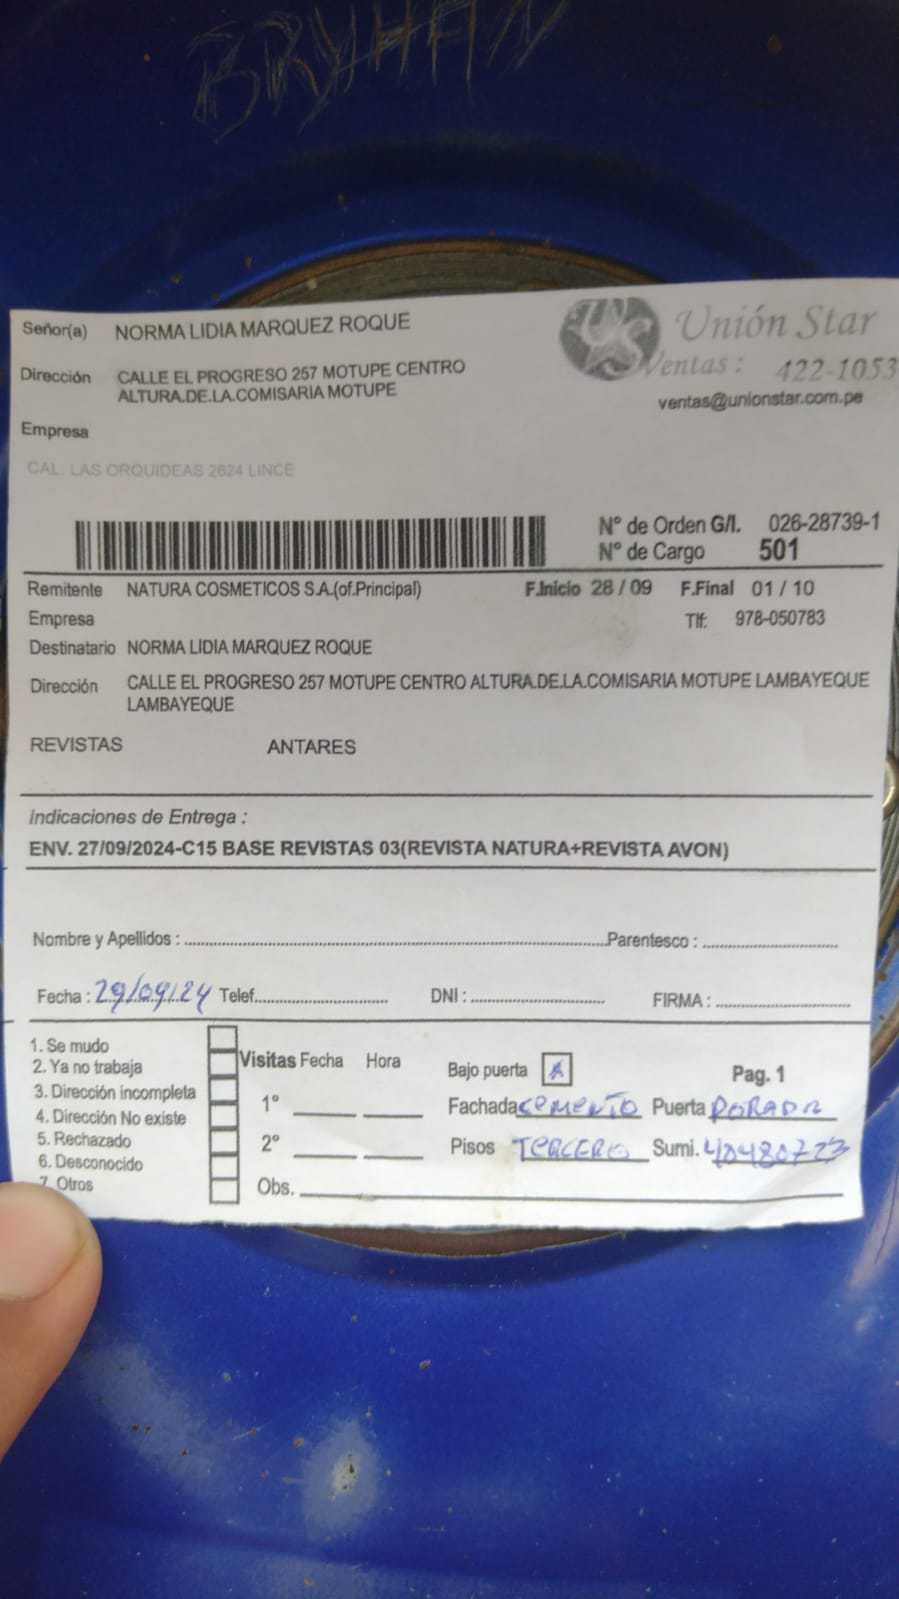 BRYHAN
Señor(a) NORMA LIDIA MARQUEZ ROQUE
Unión Star
Ventas : 422-1053
ventas@unionstar.com.pe
Dirección CALLE EL PROGRESO 257 MOTUPE CENTRO
ALTURA.DE.LA.COMISARIA MOTUPE
Empresa
CAL. LAS ORQUIDEAS 2624 LINCE
N° de Orden G/I. 026-28739-1
N° de Cargo 501
Remitente NATURA COSMETICOS S.A.(of.Principal) F.Inicio 28 / 09 F.Final 01 / 10
Empresa Tlf: 978-050783
Destinatario NORMA LIDIA MARQUEZ ROQUE
Dirección CALLE EL PROGRESO 257 MOTUPE CENTRO ALTURA.DE.LA.COMISARIA MOTUPE LAMBAYEQUE
LAMBAYEQUE
REVISTAS ANTARES
Indicaciones de Entrega :
ENV. 27/09/2024-C15 BASE REVISTAS 03(REVISTA NATURA+REVISTA AVON)
Nombre y Apellidos : Parentesco :
Fecha : 29/09/24 Telef. DNI : FIRMA :
1. Se mudo
2. Ya no trabaja
3. Dirección incompleta
4. Dirección No existe
5. Rechazado
6. Desconocido
7. Otros
Visitas Fecha Hora
1°
2°
Obs.
Bajo puerta X Pag. 1
Fachada CEMENTO Puerta DORADA
Pisos TERCERO Sumi. 40480723